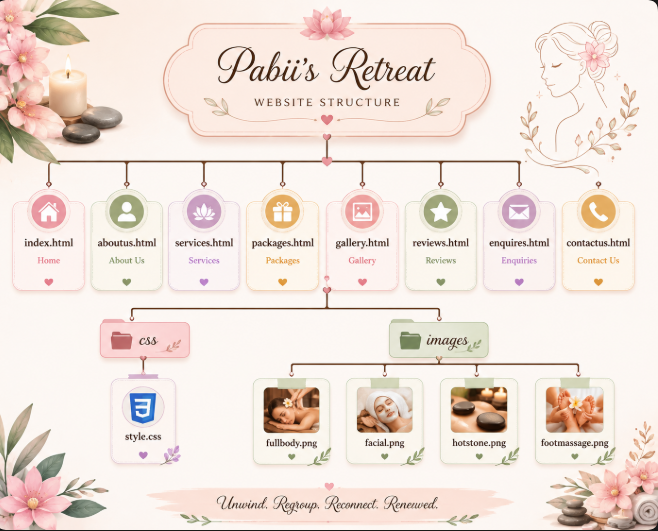 Pabii's Retreat
WEBSITE STRUCTURE
index.html
Home
aboutus.html
About Us
services.html
Services
packages.html
Packages
gallery.html
Gallery
reviews.html
Reviews
enquires.html
Enquiries
contactus.html
Contact Us
css
images
3
style.css
fullbody.png
facial.png
hotstone.png
footmassage.png
Unwind. Regroup. Reconnect. Renewed.